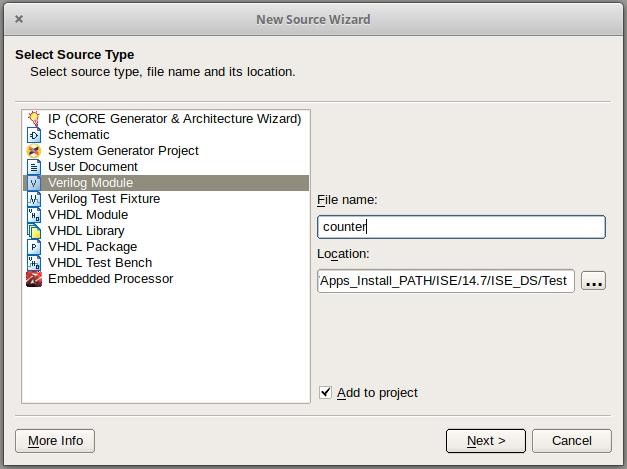 New Source Wizard
Select Source Type
Select source type, file name and its location.
IP (CORE Generator & Architecture Wizard)
Schematic
System Generator Project
User Document
Verilog Module
Verilog Test Fixture
VHDL Module
VHDL Library
VHDL Package
VHDL Test Bench
Embedded Processor
File name:
counter
Location:
/Apps_Install_PATH/ISE/14.7/ISE_DS/Test
...
Add to project
More Info
Next >
Cancel